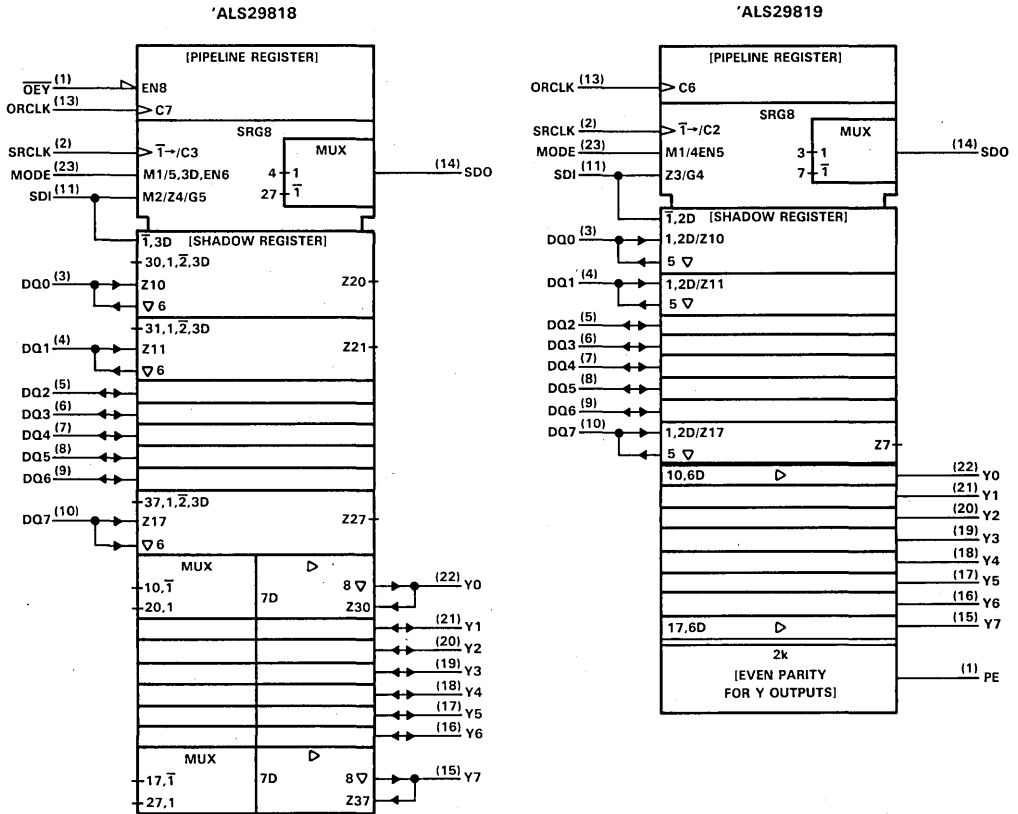 'ALS29818
[PIPELINE REGISTER]
OEY (1) EN8
ORCLK (13) C7
SRG8
SRCLK (2) 1̅→/C3
MUX
MODE (23) M1/5,3D,EN6
4 1
(14) SDO
SDI (11) M2/Z4/G5
27 1̅
1̅,3D [SHADOW REGISTER]
30,1,2̅,3D
DQ0 (3) Z10 Z20
▽ 6
31,1,2̅,3D
DQ1 (4) Z11 Z21
▽ 6
DQ2 (5)
DQ3 (6)
DQ4 (7)
DQ5 (8)
DQ6 (9)
37,1,2̅,3D
DQ7 (10) Z17 Z27
▽ 6
MUX ▷
10,1̅ 7D 8 ▽ (22) Y0
20,1 Z30
(21) Y1
(20) Y2
(19) Y3
(18) Y4
(17) Y5
(16) Y6
MUX ▷
17,1̅ 7D 8 ▽ (15) Y7
27,1 Z37
'ALS29819
[PIPELINE REGISTER]
ORCLK (13) C6
SRG8
SRCLK (2) 1̅→/C2
MUX
MODE (23) M1/4EN5
3 1
(14) SDO
SDI (11) Z3/G4
7 1̅
1̅,2D [SHADOW REGISTER]
DQ0 (3) 1,2D/Z10
5 ▽
DQ1 (4) 1,2D/Z11
5 ▽
DQ2 (5)
DQ3 (6)
DQ4 (7)
DQ5 (8)
DQ6 (9)
DQ7 (10) 1,2D/Z17
Z7
5 ▽
10,6D ▷ (22) Y0
(21) Y1
(20) Y2
(19) Y3
(18) Y4
(17) Y5
(16) Y6
17,6D ▷ (15) Y7
2k
[EVEN PARITY
(1) PE
FOR Y OUTPUTS]